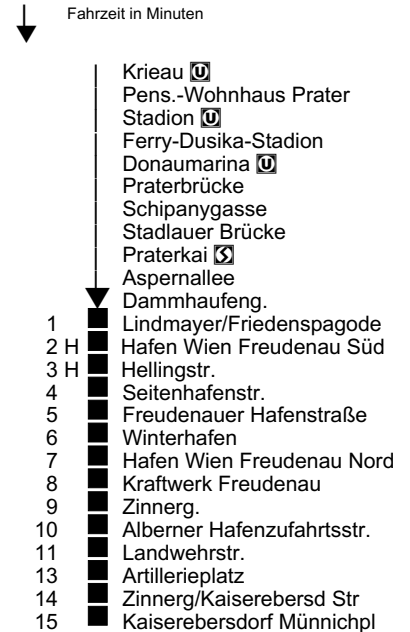 Fahrzeit in Minuten
Krieau U
Pens.-Wohnhaus Prater
Stadion U
Ferry-Dusika-Stadion
Donaumarina U
Praterbrücke
Schipanygasse
Stadlauer Brücke
Praterkai S
Aspernallee
Dammhaufeng.
1 Lindmayer/Friedenspagode
2 H Hafen Wien Freudenau Süd
3 H Hellingstr.
4 Seitenhafenstr.
5 Freudenauer Hafenstraße
6 Winterhafen
7 Hafen Wien Freudenau Nord
8 Kraftwerk Freudenau
9 Zinnerg.
10 Alberner Hafenzufahrtsstr.
11 Landwehrstr.
13 Artillerieplatz
14 Zinnerg/Kaiserebersd Str
15 Kaiserebersdorf Münnichpl